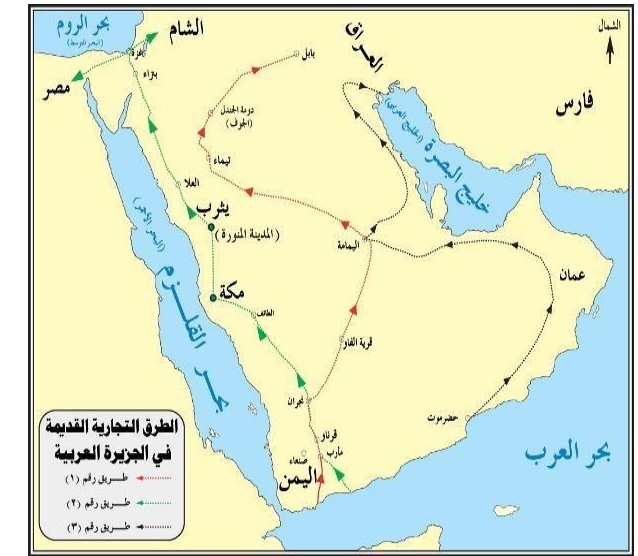 الشمال
بحر الروم
(البحر المتوسط)
الشام
العراق
فارس
مصر
غزة
بتراء
بابل
دومة الجندل
(الجوف)
تيماء
العلا
يثرب
(المدينة المنورة)
خليج البصرة
(الخليج العربي)
بحر القلزم
(البحر الأحمر)
اليمامة
عمان
مكة
الطائف
قرية الفاو
نجران
حضرموت
قرناو
مأرب
صنعاء
اليمن
بحر العرب
الطرق التجارية القديمة
في الجزيرة العربية
طريق رقم (١)
طريق رقم (٢)
طريق رقم (٣)